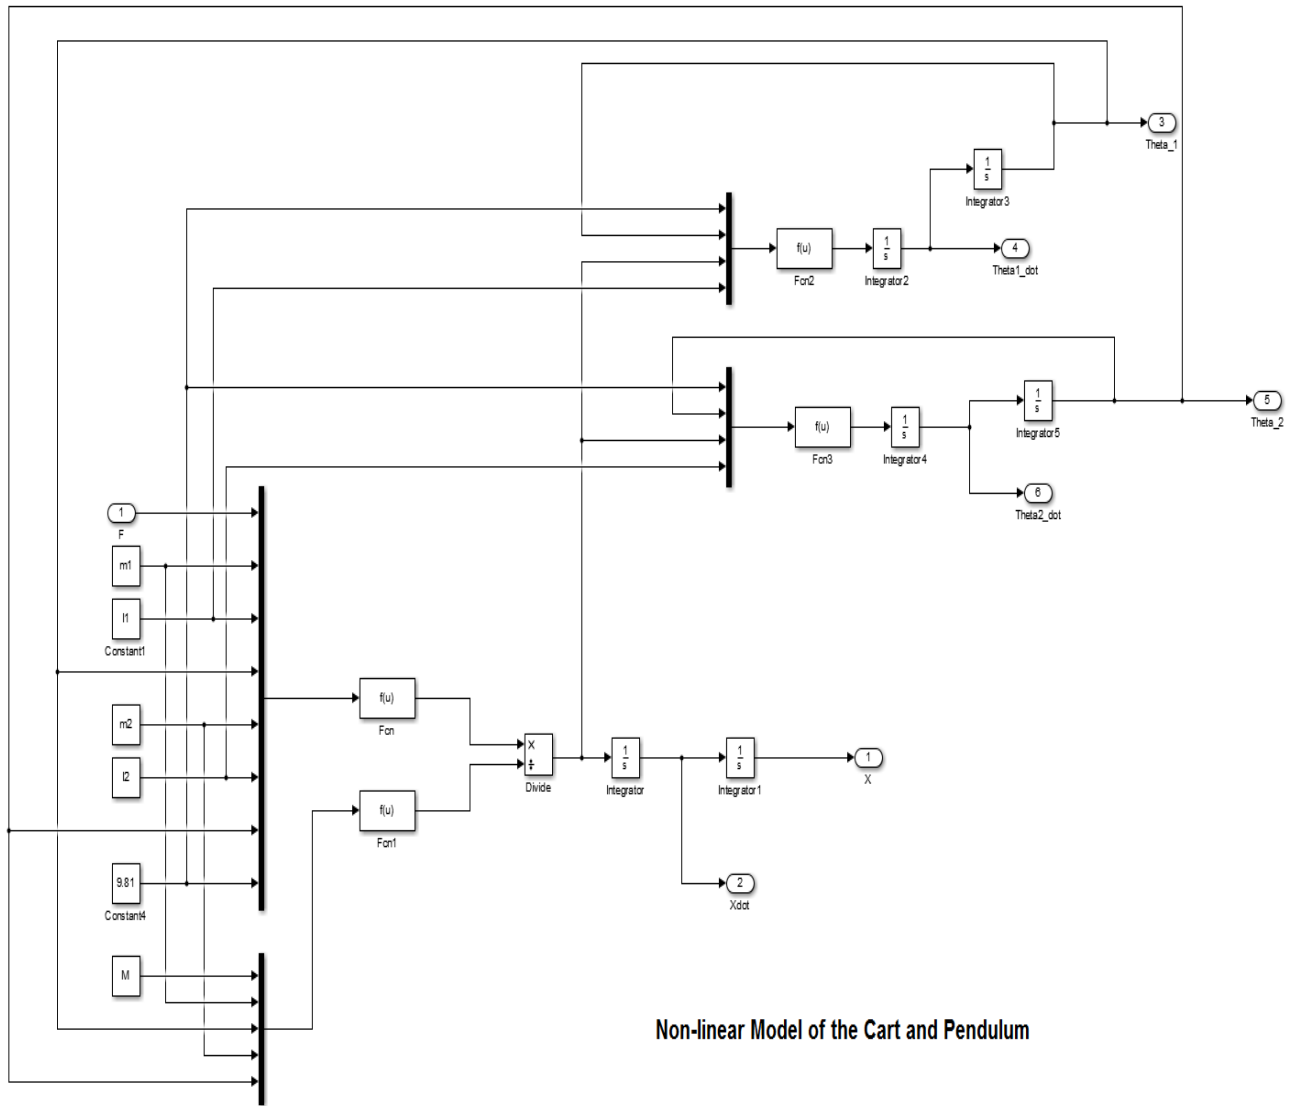 3
Theta_1
1
s
Integrator3
f(u)
Fcn2
1
s
Integrator2
4
Theta1_dot
1
s
Integrator5
5
Theta_2
f(u)
Fcn3
1
s
Integrator4
6
Theta2_dot
1
F
m1
l1
Constant1
m2
l2
9.81
Constant4
M
f(u)
Fcn
f(u)
Fcn1
X
÷
Divide
1
s
Integrator
1
s
Integrator1
1
X
2
Xdot
Non-linear Model of the Cart and Pendulum